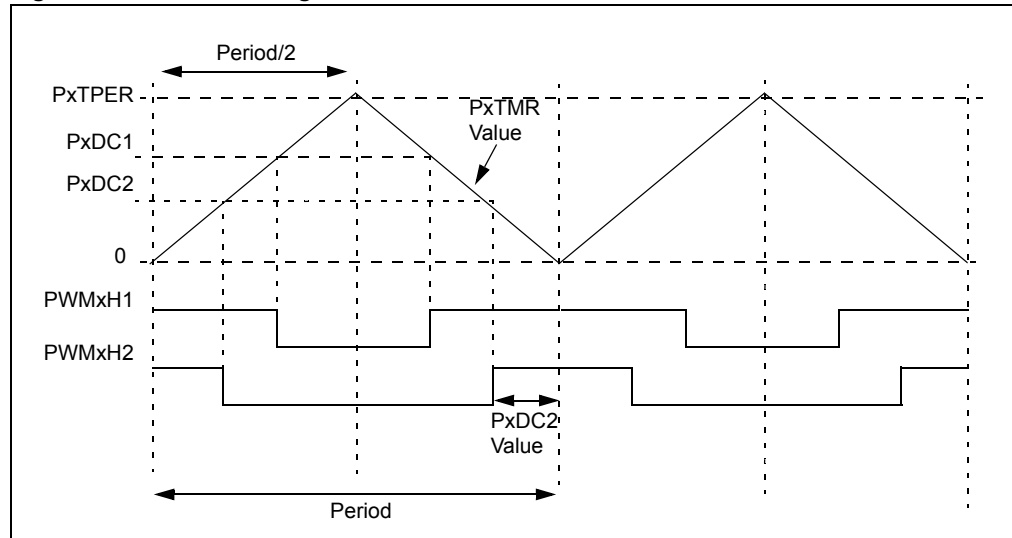 Period/2
PxTPER
PxTMR
Value
PxDC1
PxDC2
0
PWMxH1
PWMxH2
PxDC2
Value
Period